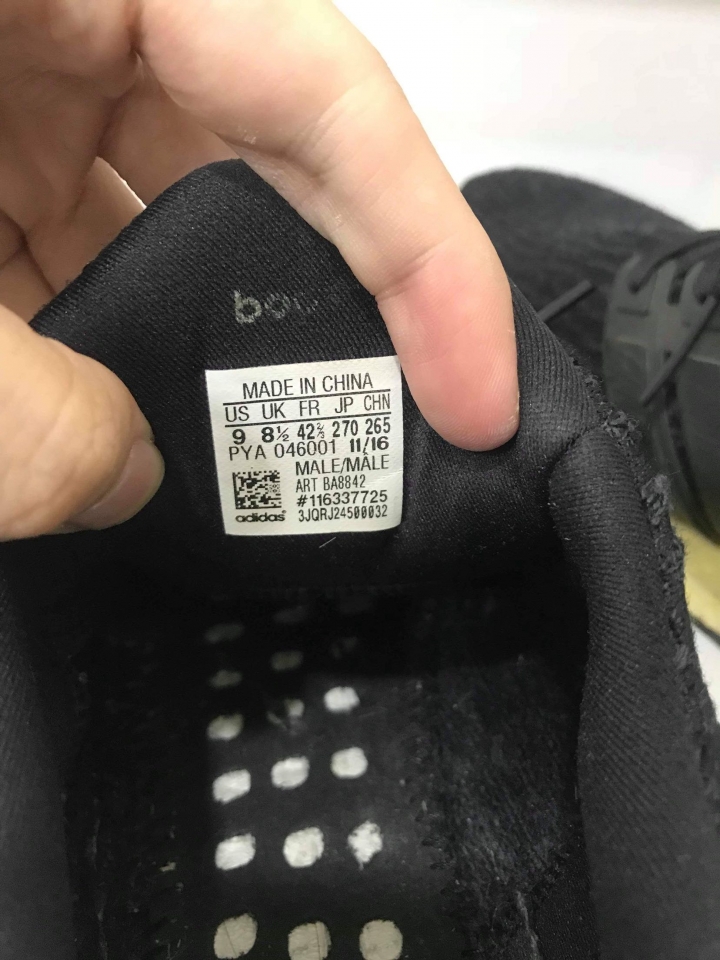 MADE IN CHINA
US UK FR JP CHN
9 8½ 42⅔ 270 265
PYA 046001 11/16
MALE/MÂLE
ART BA8842
#116337725
adidas® 3JQRJ24500032